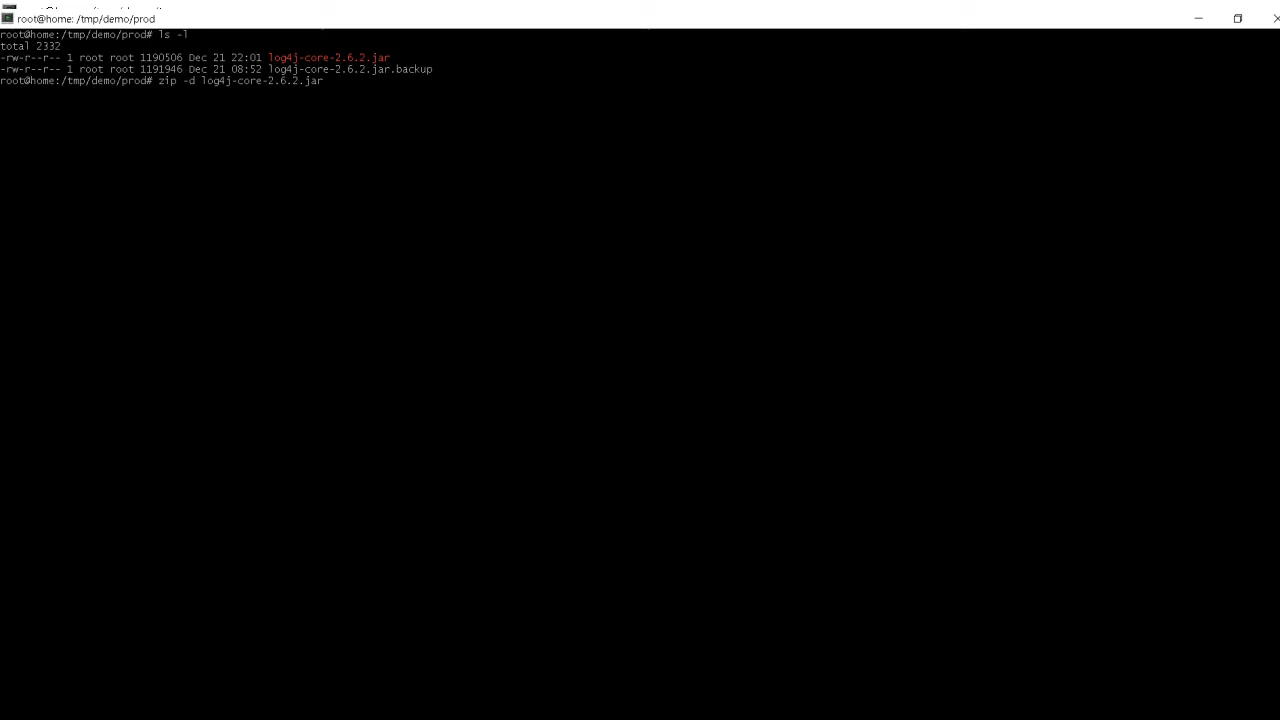 root@home: /tmp/demo/prod
root@home:/tmp/demo/prod# ls -l
total 2332
-rw-r--r-- 1 root root 1190506 Dec 21 22:01 log4j-core-2.6.2.jar
-rw-r--r-- 1 root root 1191946 Dec 21 08:52 log4j-core-2.6.2.jar.backup
root@home:/tmp/demo/prod# zip -d log4j-core-2.6.2.jar